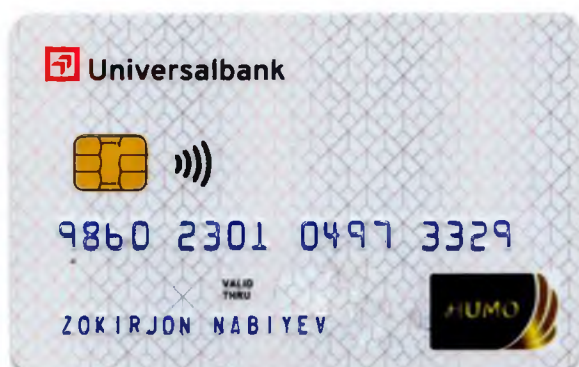 Universalbank
9860 2301 0497 3329
VALID
THRU
ZOKIRJON NABIYEV
HUMO